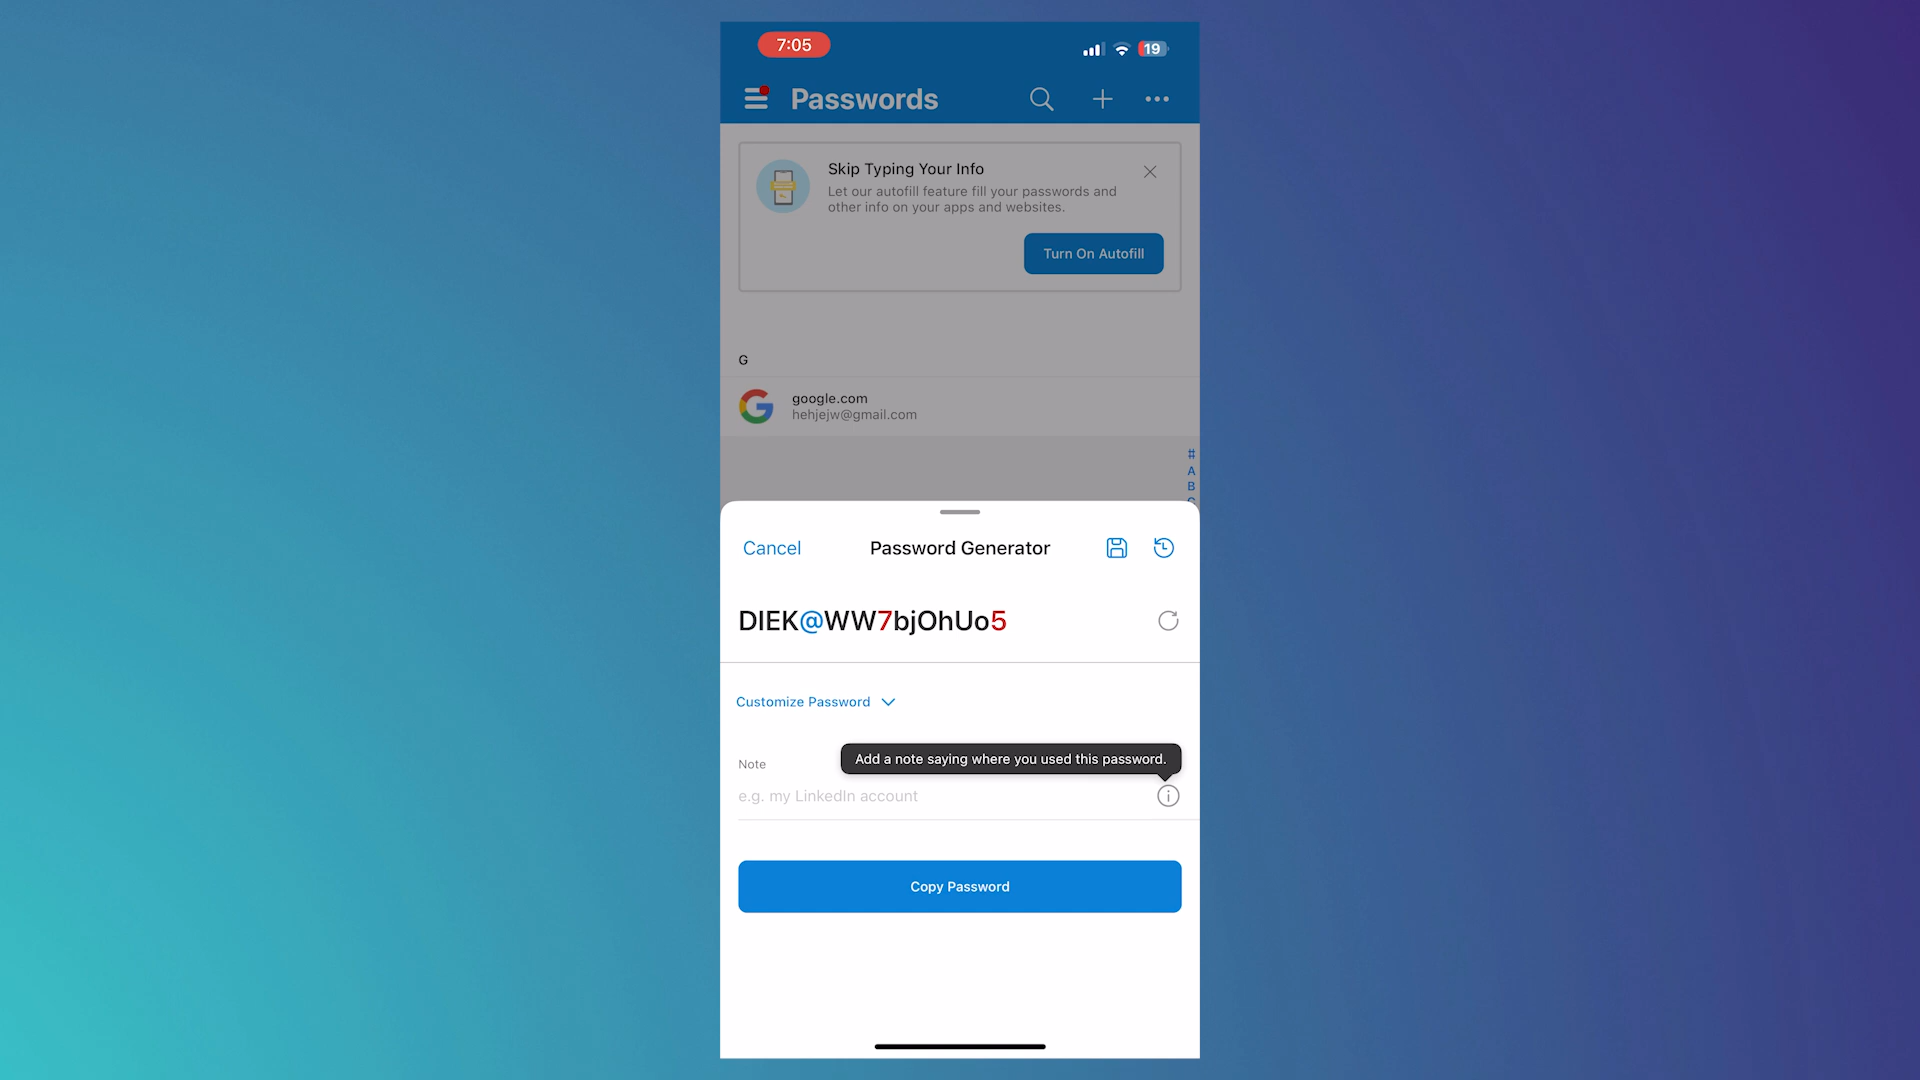 7:05
19
Passwords
Skip Typing Your Info
Let our autofill feature fill your passwords and
other info on your apps and websites.
Turn On Autofill
G
google.com
hehjejw@gmail.com
#
A
B
C
Cancel
Password Generator
DIEK@WW7bjOhUo5
Customize Password
Add a note saying where you used this password.
Note
e.g. my LinkedIn account
Copy Password